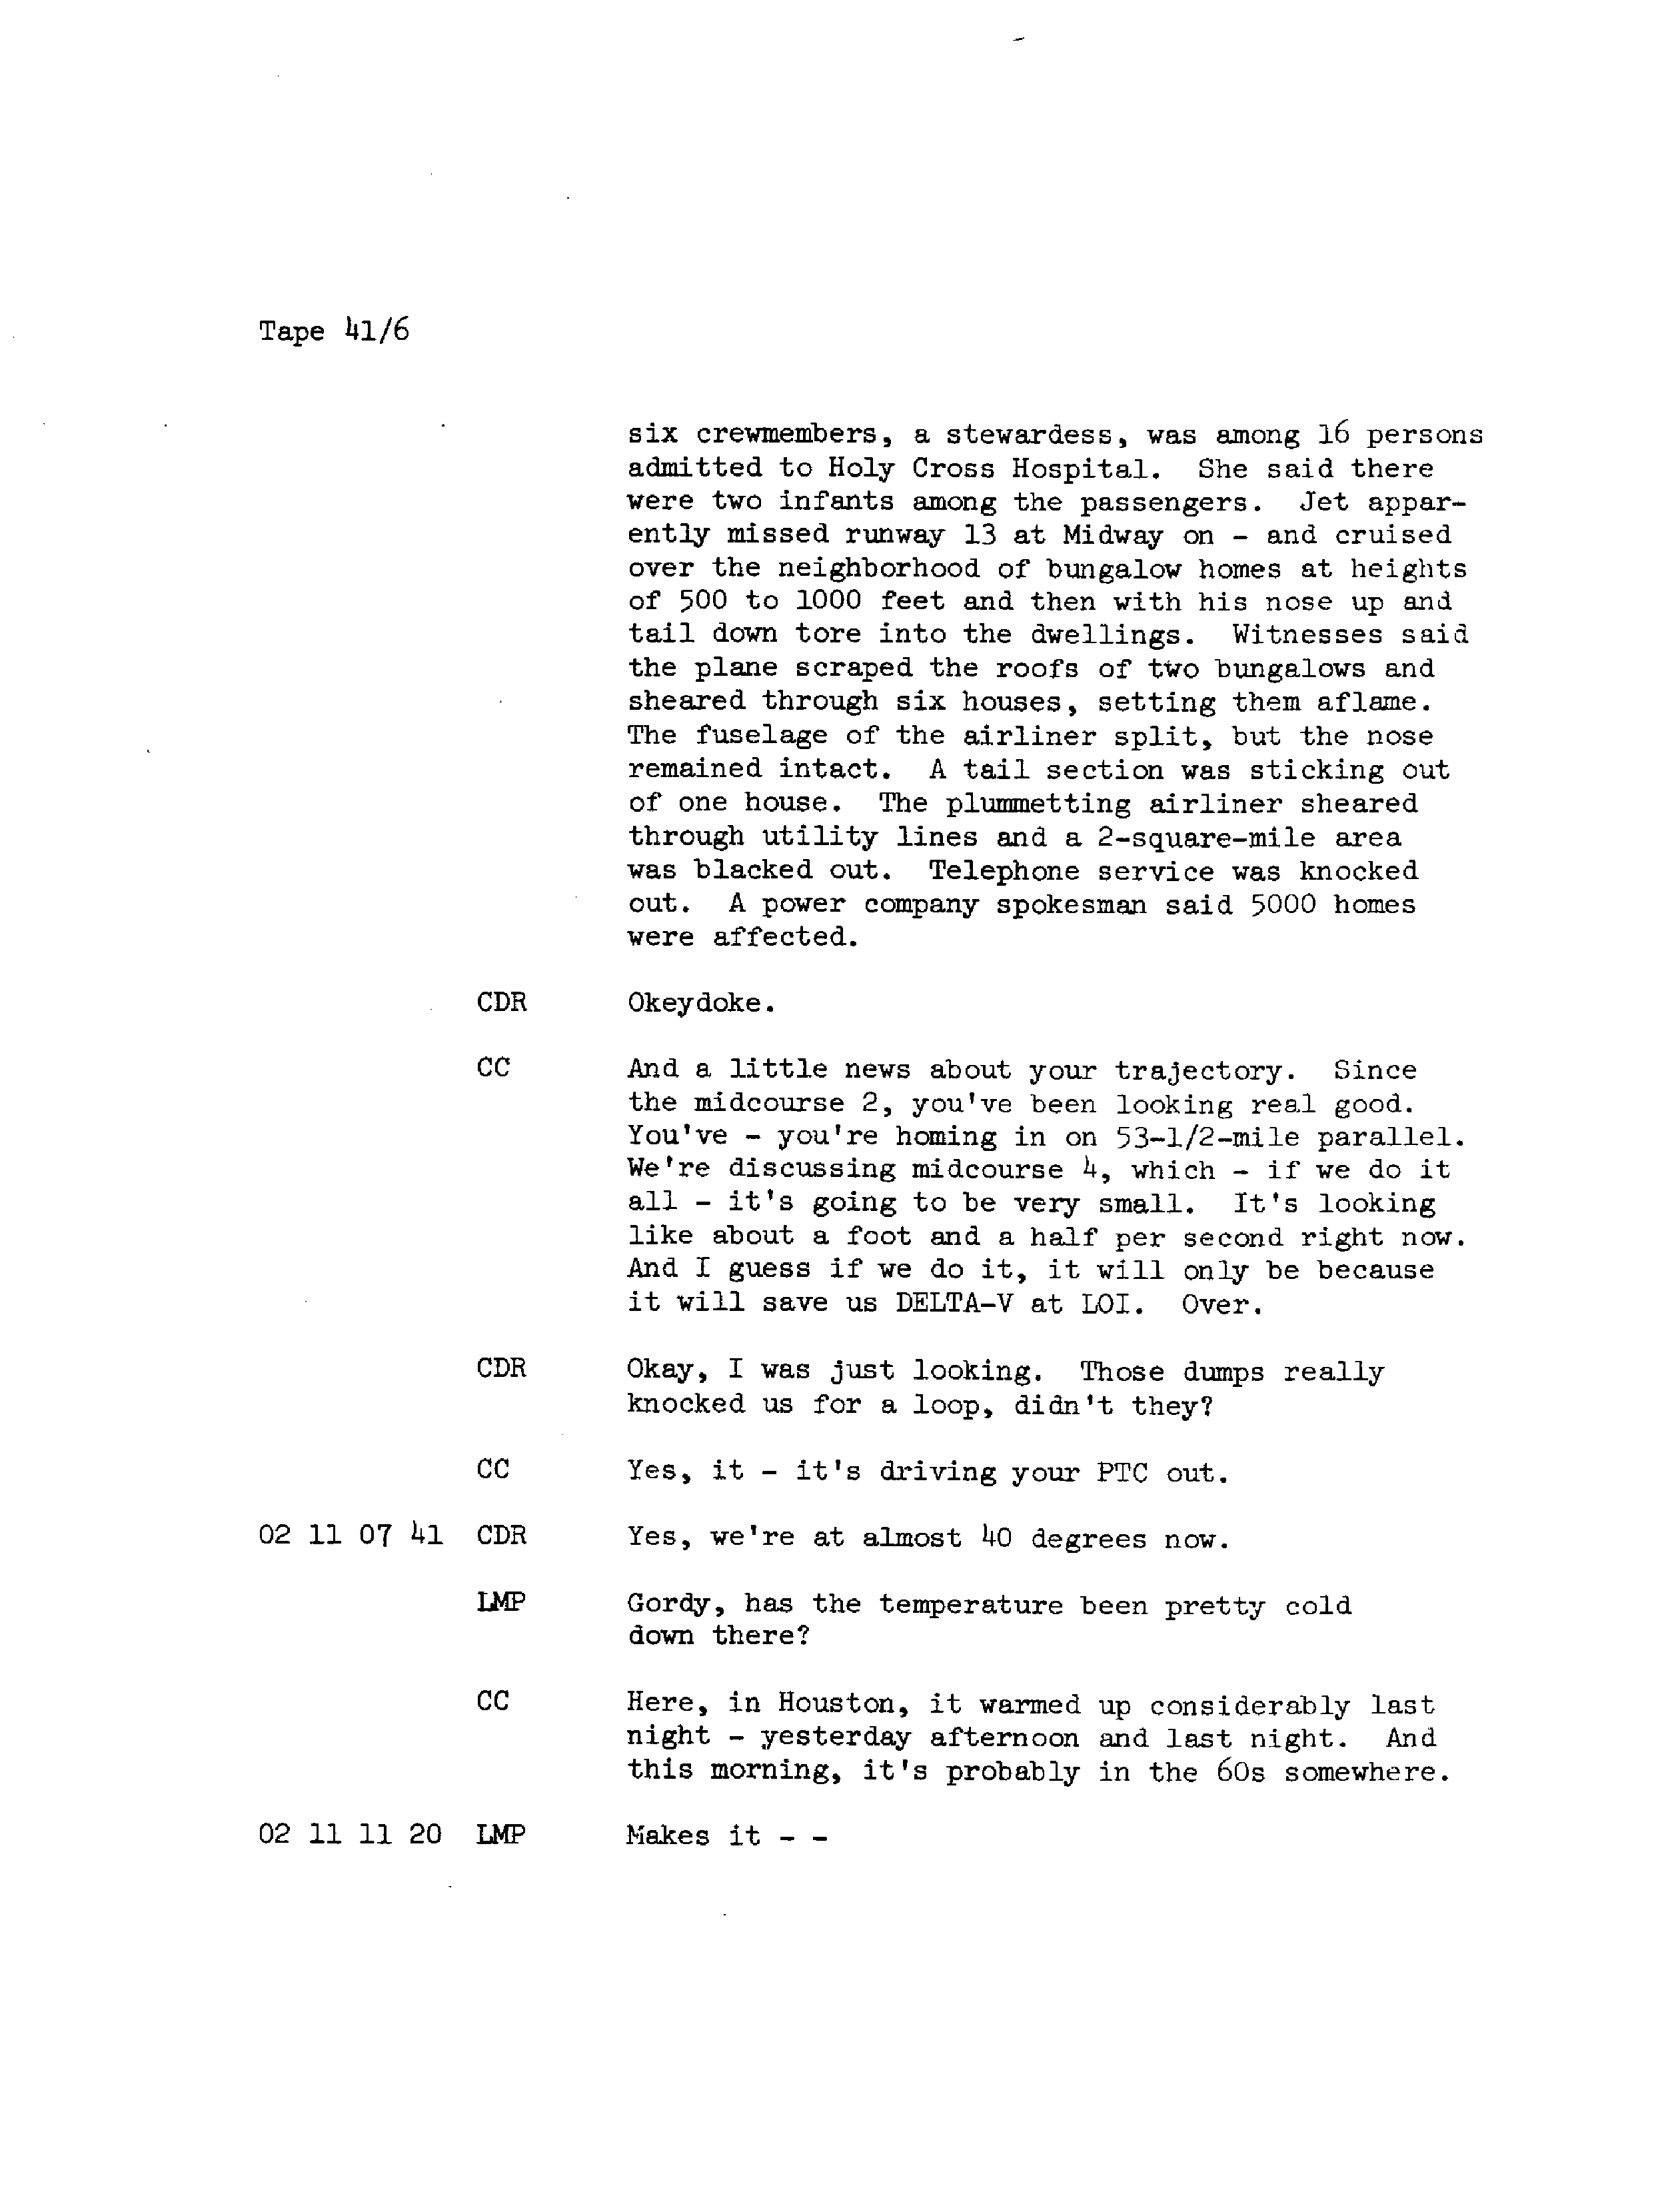 Tape 41/6
six crewmembers, a stewardess, was among 16 persons
admitted to Holy Cross Hospital. She said there
were two infants among the passengers. Jet appar-
ently missed runway 13 at Midway on - and cruised
over the neighborhood of bungalow homes at heights
of 500 to 1000 feet and then with his nose up and
tail down tore into the dwellings. Witnesses said
the plane scraped the roofs of two bungalows and
sheared through six houses, setting them aflame.
The fuselage of the airliner split, but the nose
remained intact. A tail section was sticking out
of one house. The plummetting airliner sheared
through utility lines and a 2-square-mile area
was blacked out. Telephone service was knocked
out. A power company spokesman said 5000 homes
were affected.
CDR Okeydoke.
CC And a little news about your trajectory. Since
the midcourse 2, you've been looking real good.
You've - you're homing in on 53-1/2-mile parallel.
We're discussing midcourse 4, which - if we do it
all - it's going to be very small. It's looking
like about a foot and a half per second right now.
And I guess if we do it, it will only be because
it will save us DELTA-V at LOI. Over.
CDR Okay, I was just looking. Those dumps really
knocked us for a loop, didn't they?
CC Yes, it - it's driving your PTC out.
02 11 07 41 CDR Yes, we're at almost 40 degrees now.
LMP Gordy, has the temperature been pretty cold
down there?
CC Here, in Houston, it warmed up considerably last
night - yesterday afternoon and last night. And
this morning, it's probably in the 60s somewhere.
02 11 11 20 LMP Makes it - -